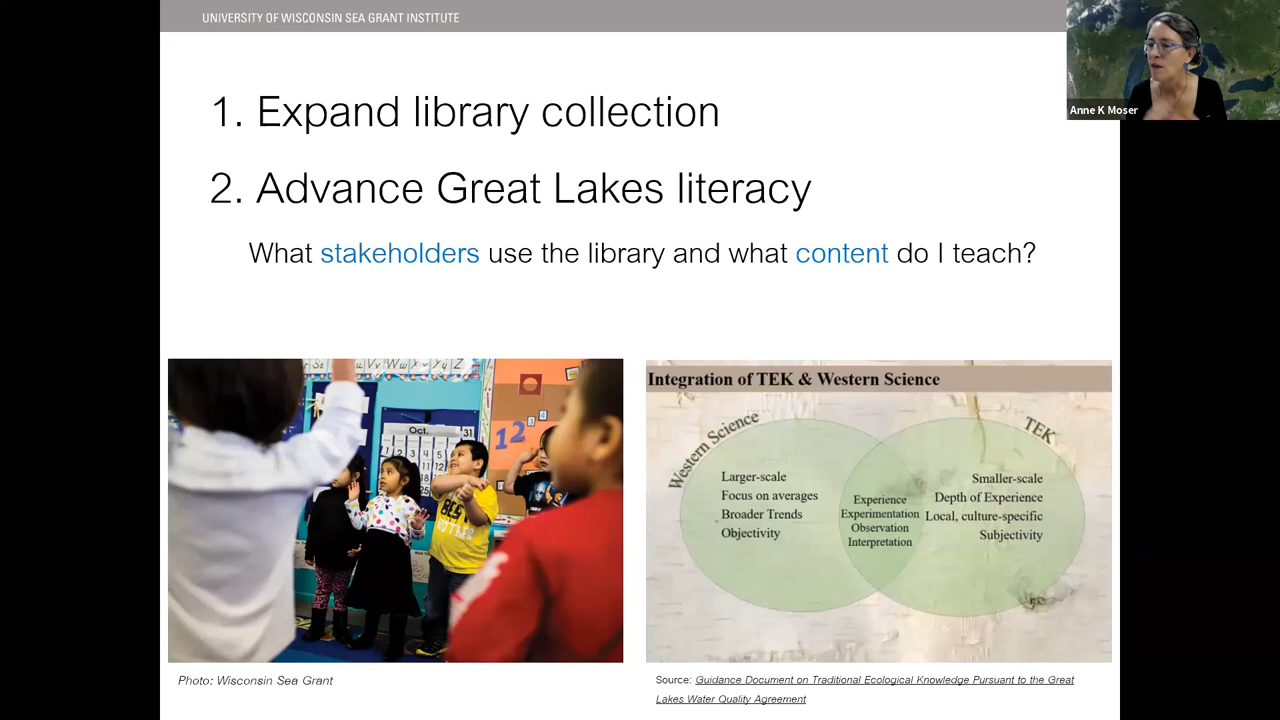 UNIVERSITY OF WISCONSIN SEA GRANT INSTITUTE
Anne K Moser
1. Expand library collection
2. Advance Great Lakes literacy
What stakeholders use the library and what content do I teach?
Oct.
31
12
Integration of TEK & Western Science
Western Science
TEK
Larger-scale
Focus on averages
Broader Trends
Objectivity
Experience
Experimentation
Observation
Interpretation
Smaller-scale
Depth of Experience
Local, culture-specific
Subjectivity
Photo: Wisconsin Sea Grant
Source: Guidance Document on Traditional Ecological Knowledge Pursuant to the Great
Lakes Water Quality Agreement